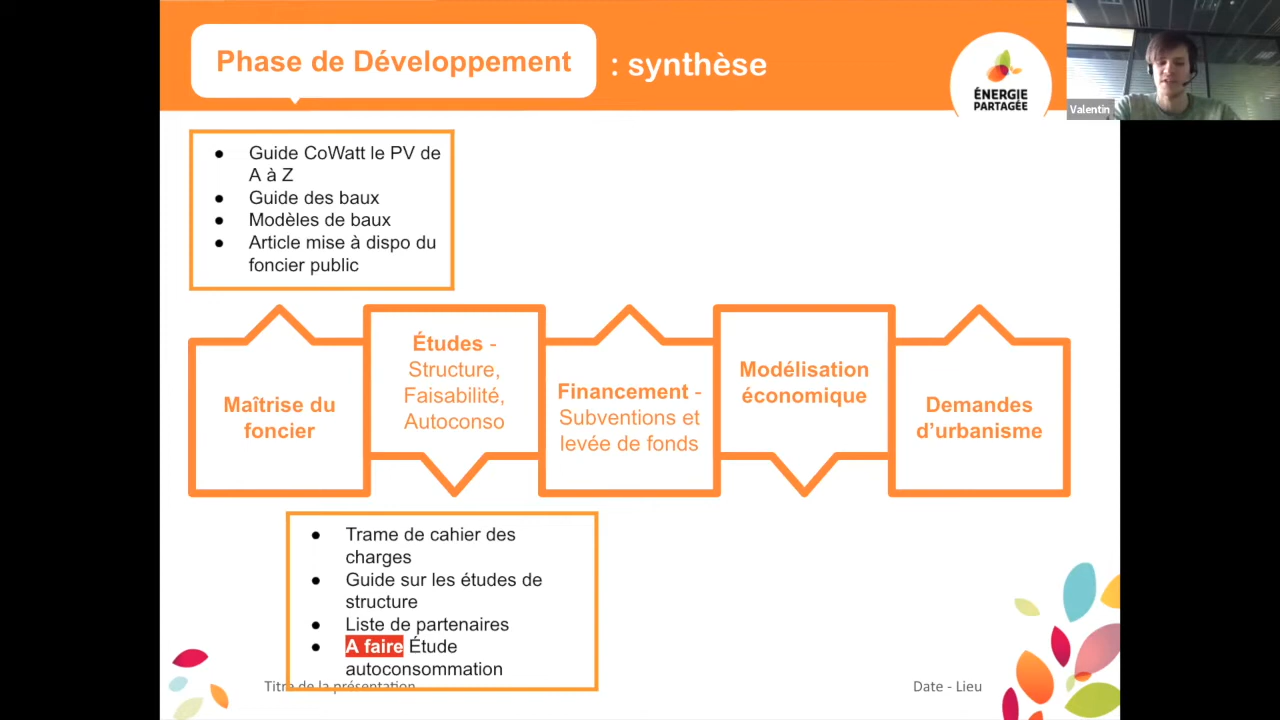 Phase de Développement : synthèse
ÉNERGIE
PARTAGÉE
Valentin
● Guide CoWatt le PV de
A à Z
● Guide des baux
● Modèles de baux
● Article mise à dispo du
foncier public
Maîtrise du
foncier
Études -
Structure,
Faisabilité,
Autoconso
Financement -
Subventions et
levée de fonds
Modélisation
économique
Demandes
d’urbanisme
● Trame de cahier des
charges
● Guide sur les études de
structure
● Liste de partenaires
● A faire Étude
autoconsommation
Titre de la présentation
Date - Lieu